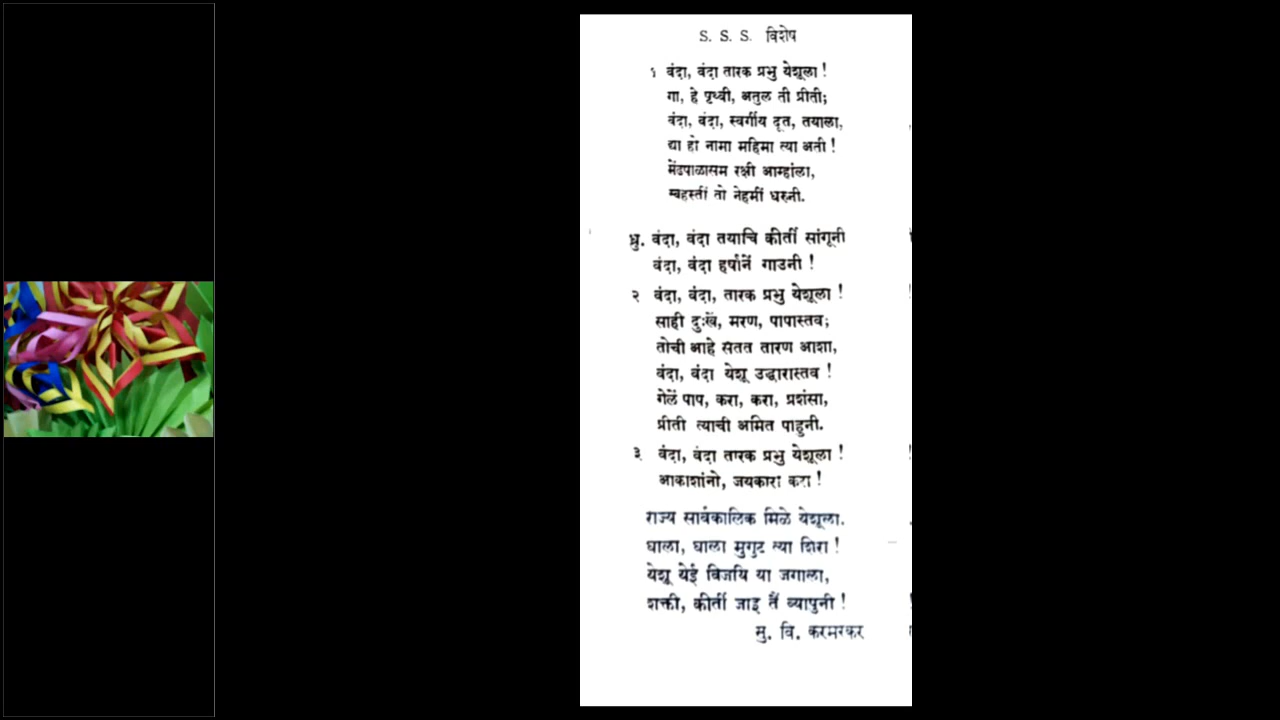 S. S. S. विशेष
१ वंदा, वंदा तारक प्रभु येशूला !
गा, हे पृथ्वी, अतुल ती प्रीती;
वंदा, वंदा, स्वर्गीय दूत, तयाला,
द्या हो नामा महिमा त्या अती !
मेंढपाळासम रक्षी आम्हांला,
स्वहस्तीं तो नेहमीं धरुनी.
ध्रु. वंदा, वंदा तयाचि कीर्ती सांगूनी
वंदा, वंदा हर्षानें गाउनी !
२ वंदा, वंदा, तारक प्रभु येशूला !
साही दुःखें, मरण, पापास्तव;
तोची आहे सतत तारण आशा,
वंदा, वंदा येशू उद्धारास्तव !
गेलें पाप, करा, करा, प्रशंसा,
प्रीती त्याची अमित पाहुनी.
३ वंदा, वंदा तारक प्रभु येशूला !
आकाशांनो, जयकारा करा !
राज्य सार्वकालिक मिळे येशूला.
घाला, घाला मुगुट त्या शिरा !
येशू येई विजयि या जगाला,
शक्ती, कीर्ती जाइ तैं व्यापुनी !
मु. वि. करमरकर